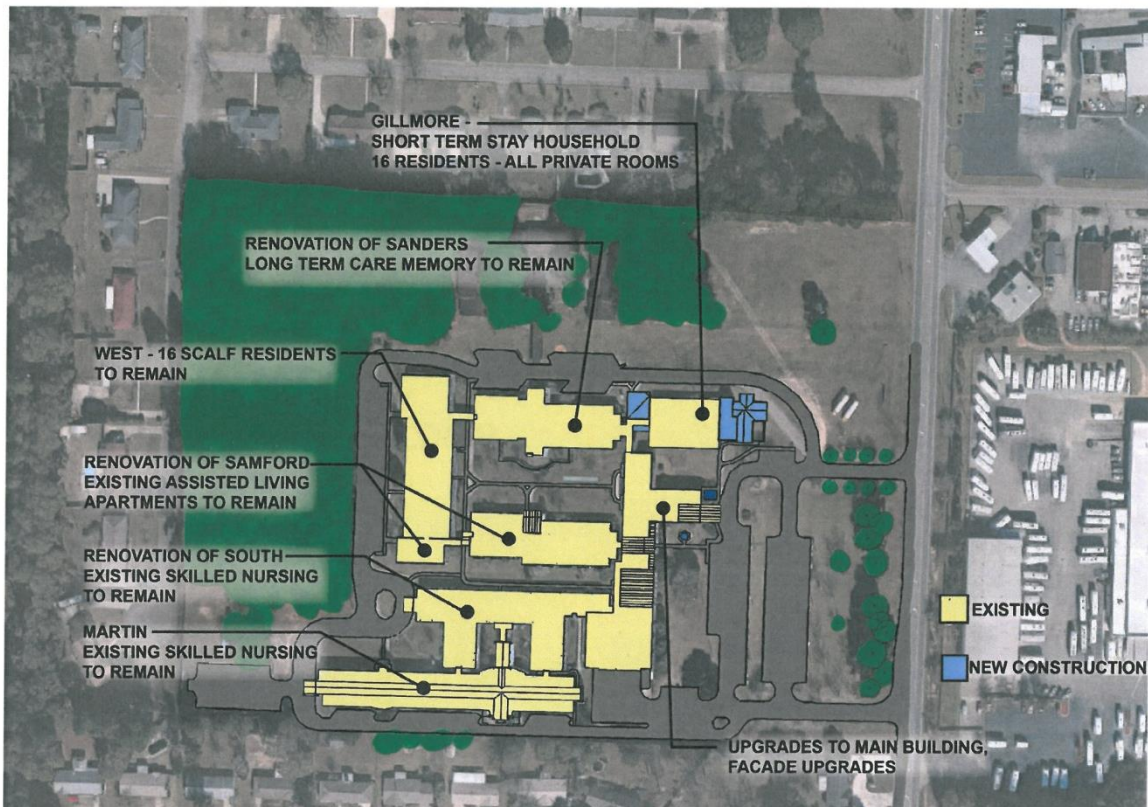 GILLMORE -
SHORT TERM STAY HOUSEHOLD
16 RESIDENTS - ALL PRIVATE ROOMS
RENOVATION OF SANDERS
LONG TERM CARE MEMORY TO REMAIN
WEST - 16 SCALF RESIDENTS
TO REMAIN
RENOVATION OF SAMFORD
EXISTING ASSISTED LIVING
APARTMENTS TO REMAIN
RENOVATION OF SOUTH
EXISTING SKILLED NURSING
TO REMAIN
MARTIN
EXISTING SKILLED NURSING
TO REMAIN
EXISTING
NEW CONSTRUCTION
UPGRADES TO MAIN BUILDING,
FACADE UPGRADES